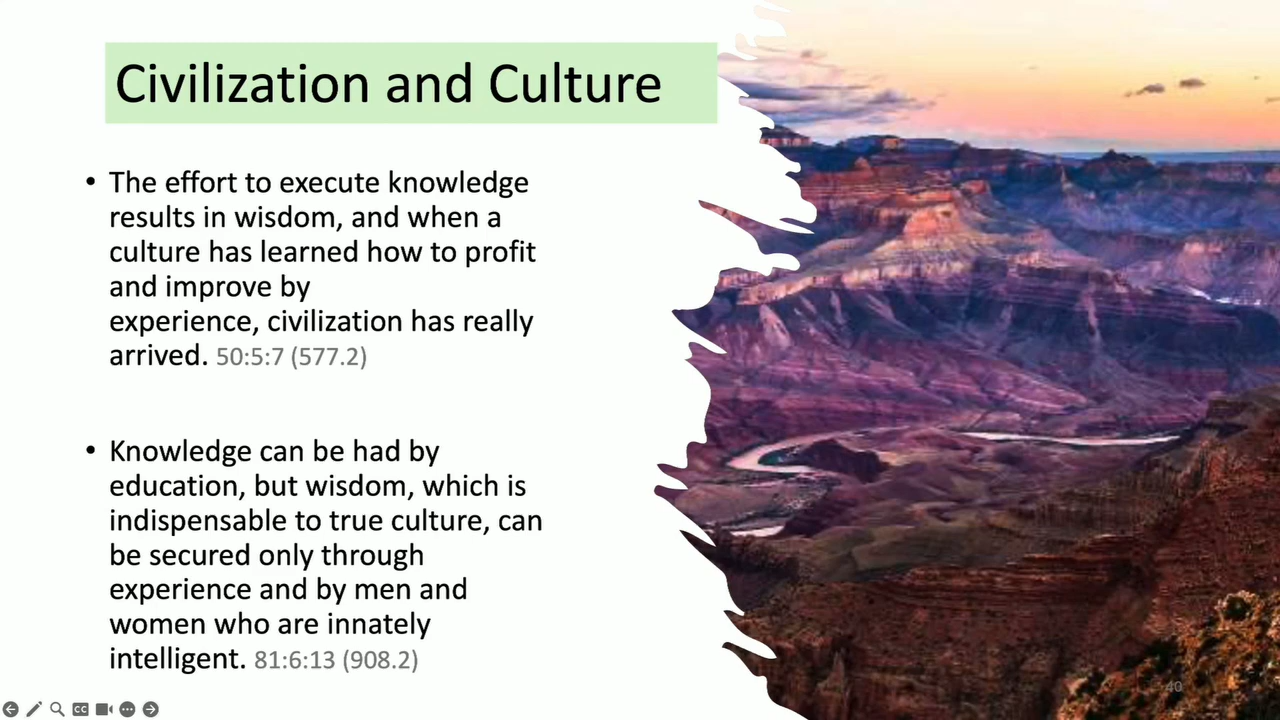 Civilization and Culture
• The effort to execute knowledge
results in wisdom, and when a
culture has learned how to profit
and improve by
experience, civilization has really
arrived. 50:5:7 (577.2)
• Knowledge can be had by
education, but wisdom, which is
indispensable to true culture, can
be secured only through
experience and by men and
women who are innately
intelligent. 81:6:13 (908.2)
40
CC